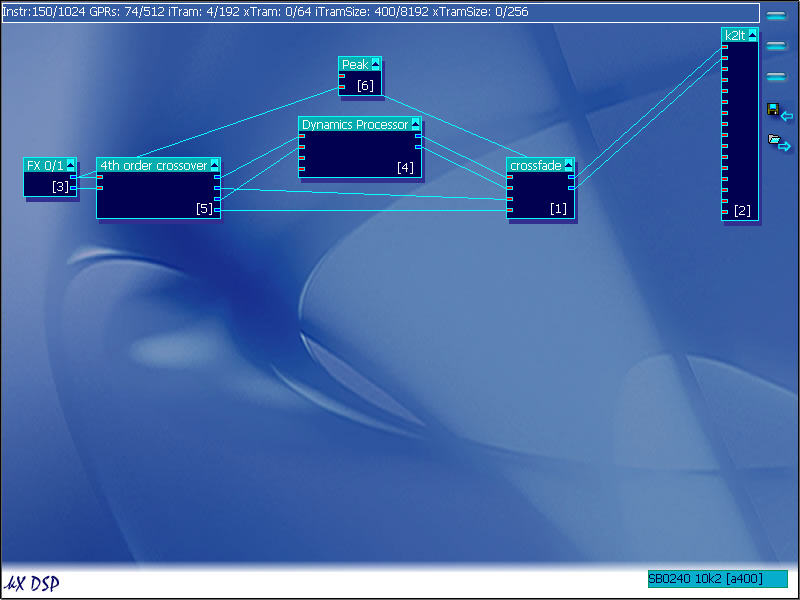 Instr:150/1024 GPRs: 74/512 iTram: 4/192 xTram: 0/64 iTramSize: 400/8192 xTramSize: 0/256
k2lt
Peak
[6]
Dynamics Processor
[4]
FX 0/1
[3]
4th order crossover
[5]
crossfade
[1]
[2]
kX DSP
SB0240 10k2 [a400]